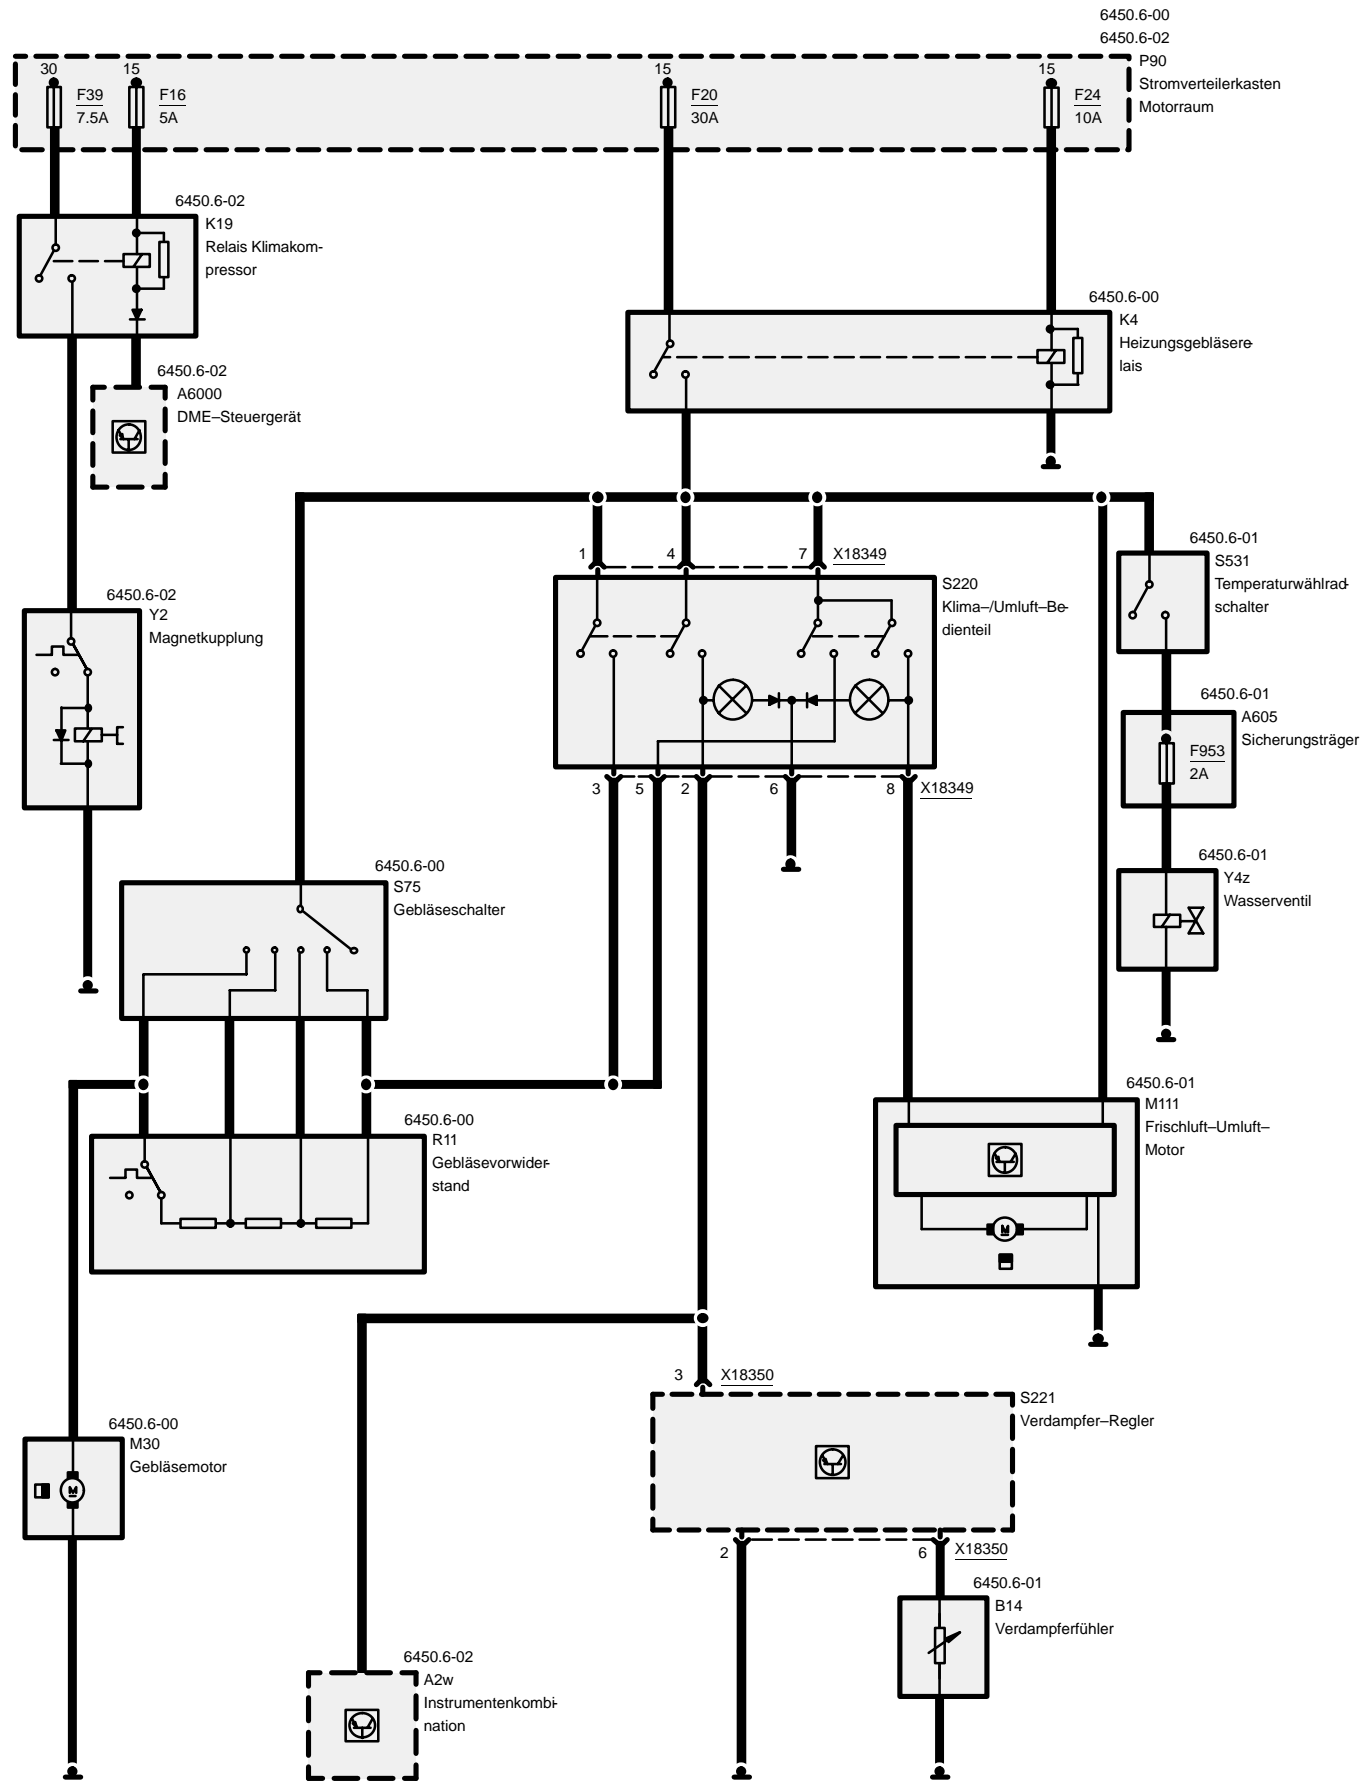 6450.6-00
6450.6-02
P90
Stromverteilerkasten
Motorraum
30
F39
7.5A
15
F16
5A
15
F20
30A
15
F24
10A
6450.6-02
K19
Relais Klimakom-
pressor
6450.6-00
K4
Heizungsgebläsere-
lais
6450.6-02
A6000
DME–Steuergerät
1
4
7
X18349
6450.6-01
S531
Temperaturwählrad-
schalter
S220
Klima–/Umluft–Be-
dienteil
6450.6-02
Y2
Magnetkupplung
6450.6-01
A605
Sicherungsträger
F953
2A
3
5
2
6
8
X18349
6450.6-00
S75
Gebläseschalter
6450.6-01
Y4z
Wasserventil
6450.6-01
M111
Frischluft–Umluft–
Motor
M
6450.6-00
R11
Gebläsevorwider-
stand
3
X18350
S221
Verdampfer–Regler
6450.6-00
M30
Gebläsemotor
M
2
6
X18350
6450.6-01
B14
Verdampferfühler
6450.6-02
A2w
Instrumentenkombi-
nation